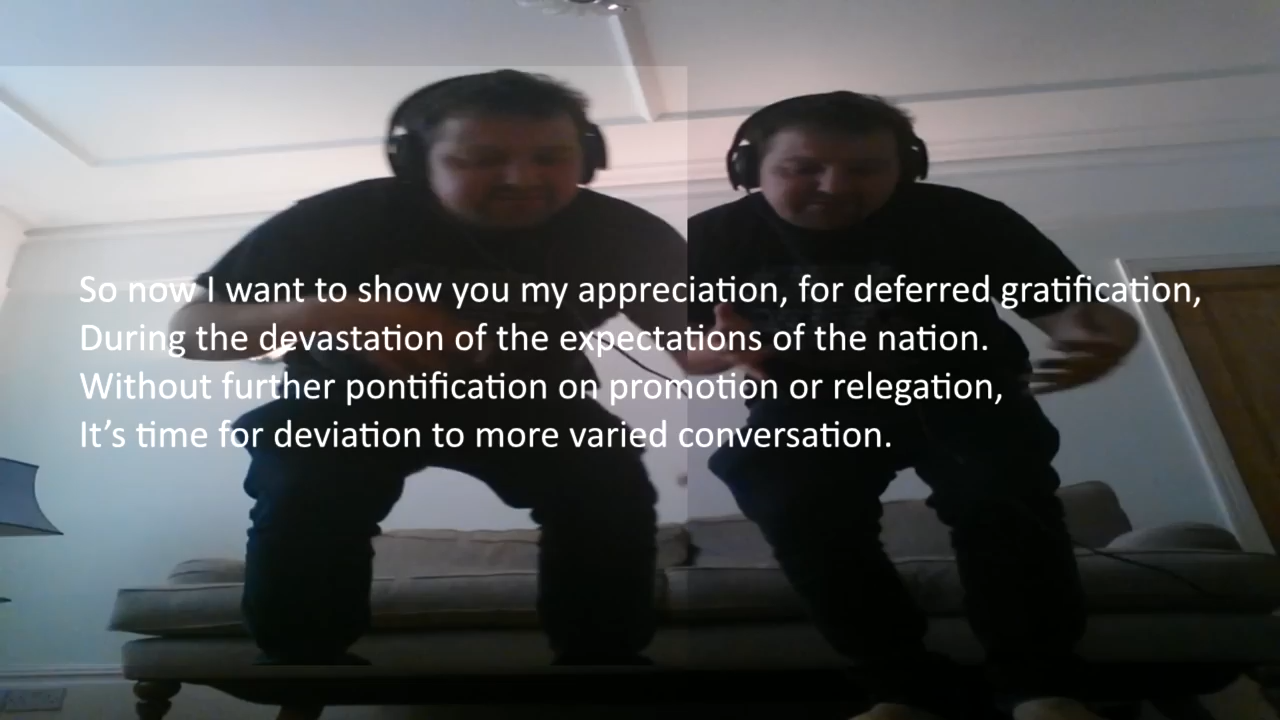 So now I want to show you my appreciation, for deferred gratification,
During the devastation of the expectations of the nation.
Without further pontification on promotion or relegation,
It’s time for deviation to more varied conversation.